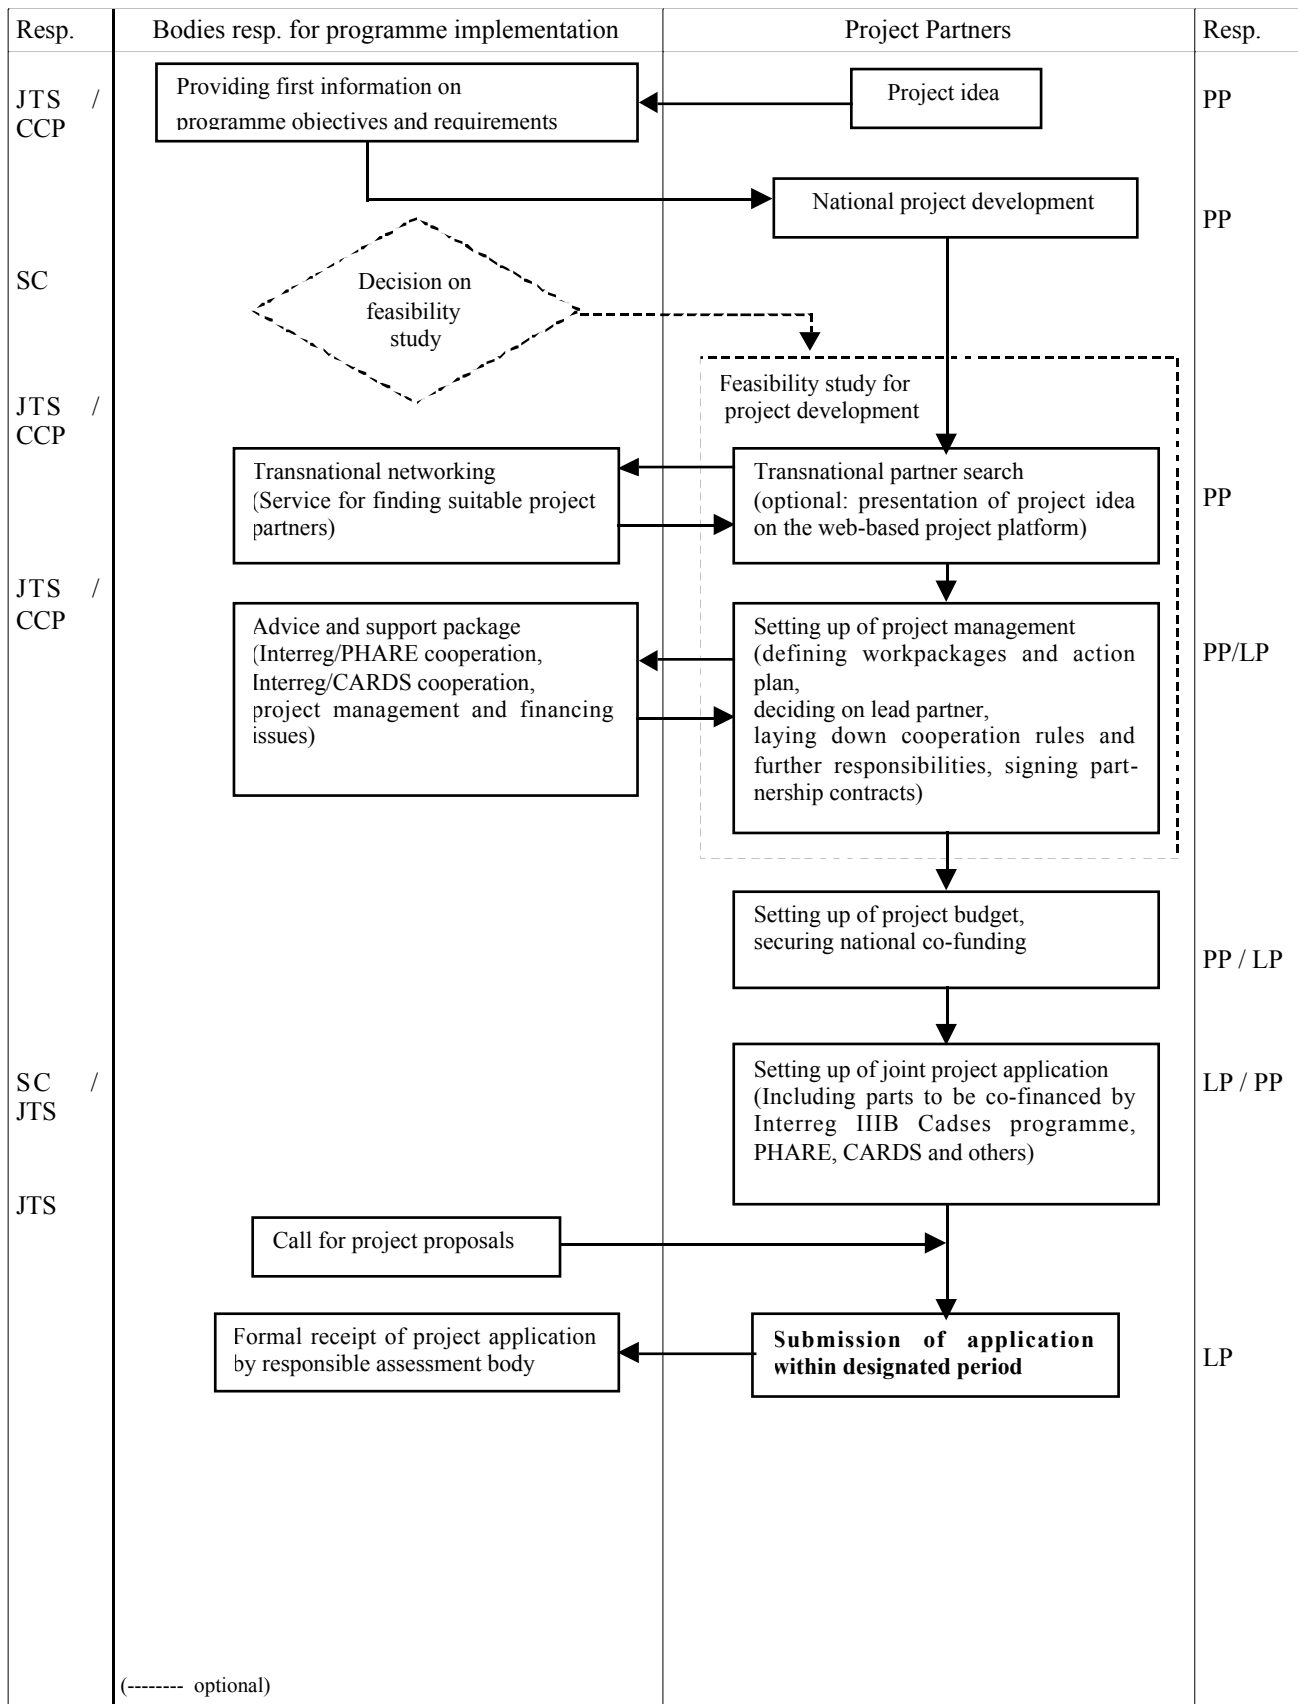 Resp.
Bodies resp. for programme implementation
Project Partners
Resp.
JTS /
CCP
Providing first information on
programme objectives and requirements
Project idea
PP
National project development
PP
SC
Decision on
feasibility
study
Feasibility study for
project development
JTS /
CCP
Transnational networking
(Service for finding suitable project
partners)
Transnational partner search
(optional: presentation of project idea
on the web-based project platform)
PP
JTS /
CCP
Advice and support package
(Interreg/PHARE cooperation,
Interreg/CARDS cooperation,
project management and financing
issues)
Setting up of project management
(defining workpackages and action
plan,
deciding on lead partner,
laying down cooperation rules and
further responsibilities, signing part-
nership contracts)
PP/LP
Setting up of project budget,
securing national co-funding
PP / LP
SC /
JTS
Setting up of joint project application
(Including parts to be co-financed by
Interreg IIIB Cadses programme,
PHARE, CARDS and others)
LP / PP
JTS
Call for project proposals
Formal receipt of project application
by responsible assessment body
Submission of application
within designated period
LP
(-------- optional)